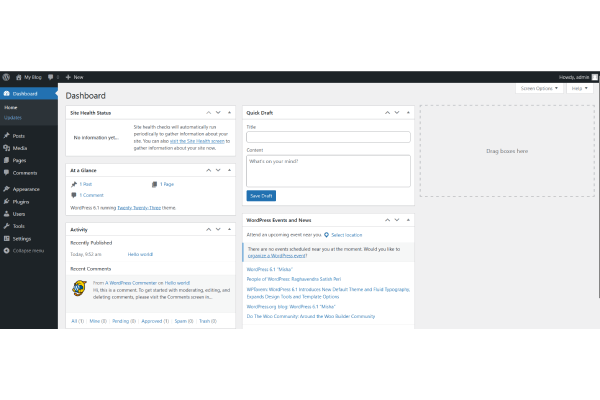 My Blog
New
Howdy, admin
Dashboard
Home
Updates
Posts
Media
Pages
Comments
Appearance
Plugins
Users
Tools
Settings
Collapse menu
Dashboard
Screen Options
Help
Site Health Status
No information yet...
Site health checks will automatically run
periodically to gather information about your
site. You can also visit the Site Health screen to
gather information about your site now.
At a Glance
1 Post
1 Page
1 Comment
WordPress 6.1 running Twenty Twenty-Three theme.
Activity
Recently Published
Today, 9:52 am
Hello world!
Recent Comments
From A WordPress Commenter on Hello world!
Hi, this is a comment. To get started with moderating, editing, and
deleting comments, please visit the Comments screen in...
All (1) | Mine (0) | Pending (0) | Approved (1) | Spam (0) | Trash (0)
Quick Draft
Title
Content
What's on your mind?
Save Draft
WordPress Events and News
Attend an upcoming event near you. Select location
There are no events scheduled near you at the moment. Would you like to
organize a WordPress event?
WordPress 6.1 "Misha"
People of WordPress: Raghavendra Satish Peri
WPEvents: WordPress 6.1 Introduces New Default Theme and Fluid Typography,
Expands Design Tools and Template Options
WordPress.org blog: WordPress 6.1 "Misha"
Do The Woo Community: Around the Woo Builder Community
Drag boxes here